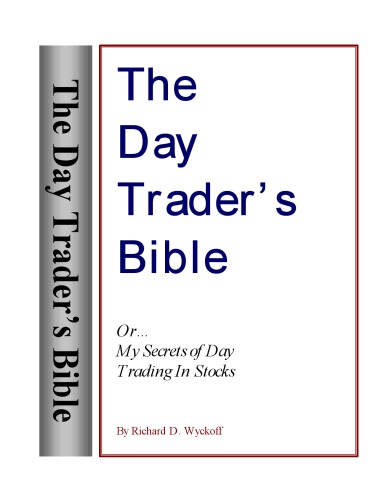 The Day Trader's Bible
The
Day
Trader's
Bible
Or...
My Secrets of Day
Trading In Stocks
By Richard D. Wyckoff